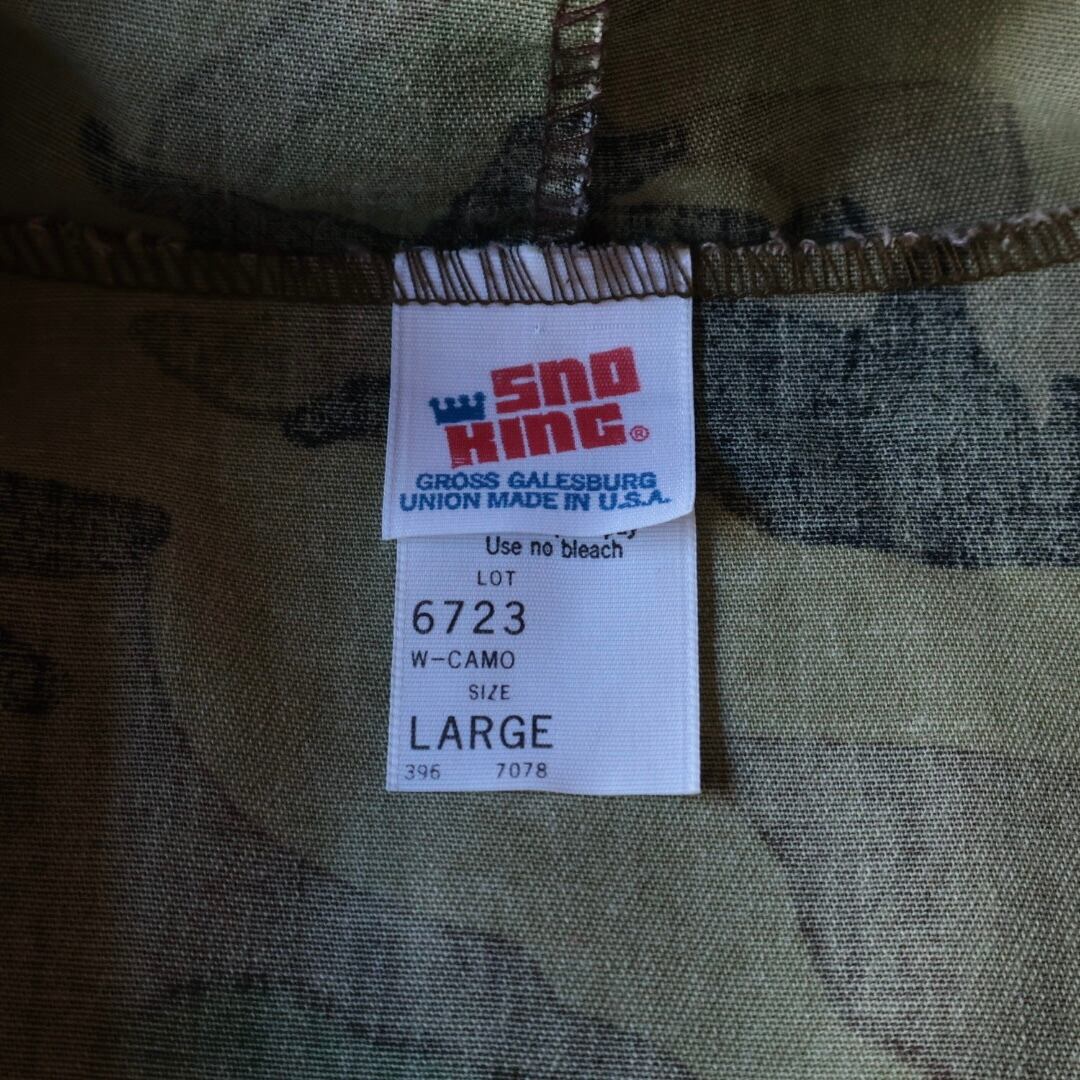 SNO
KING®
GROSS GALESBURG
UNION MADE IN U.S.A.
Use no bleach
LOT
6723
W-CAMO
SIZE
LARGE
396 7078